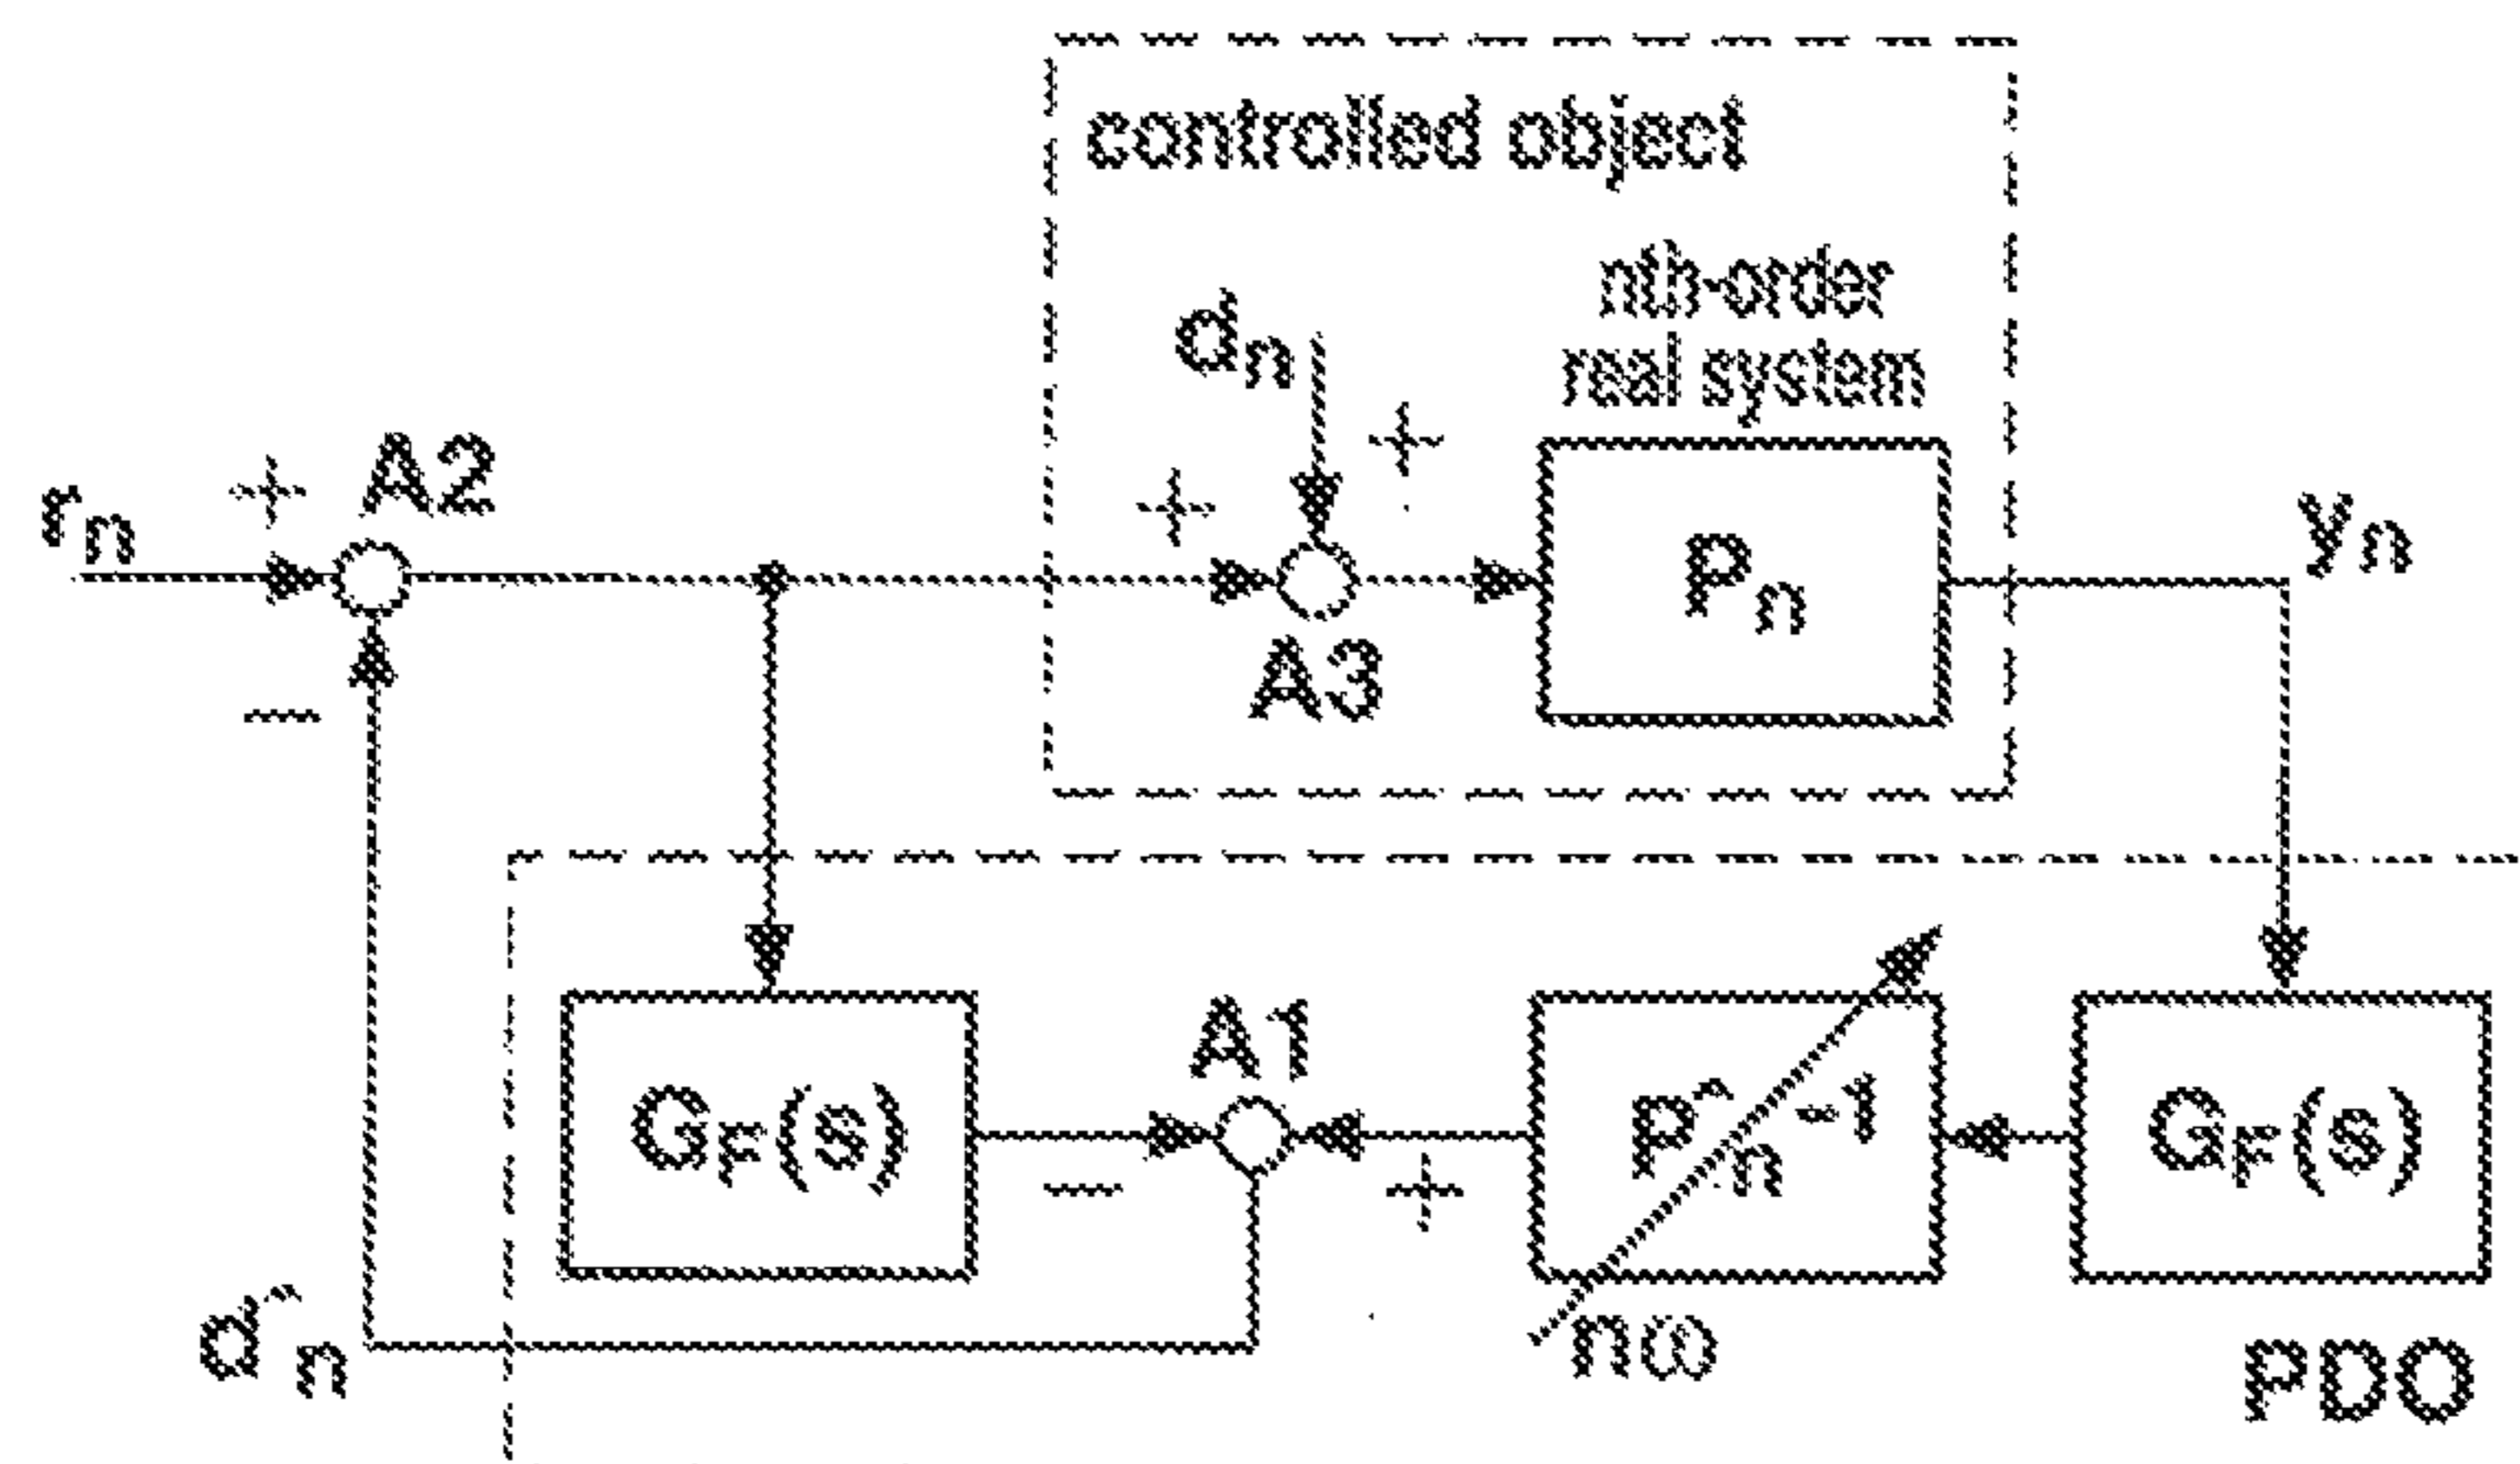 controlled object
nth-order
real system
dn
+
+
A2
rn
+
Pn
yn
A3
−
A1
GF(s)
P^n-1
GF(s)
−
+
d^n
nω
PDO